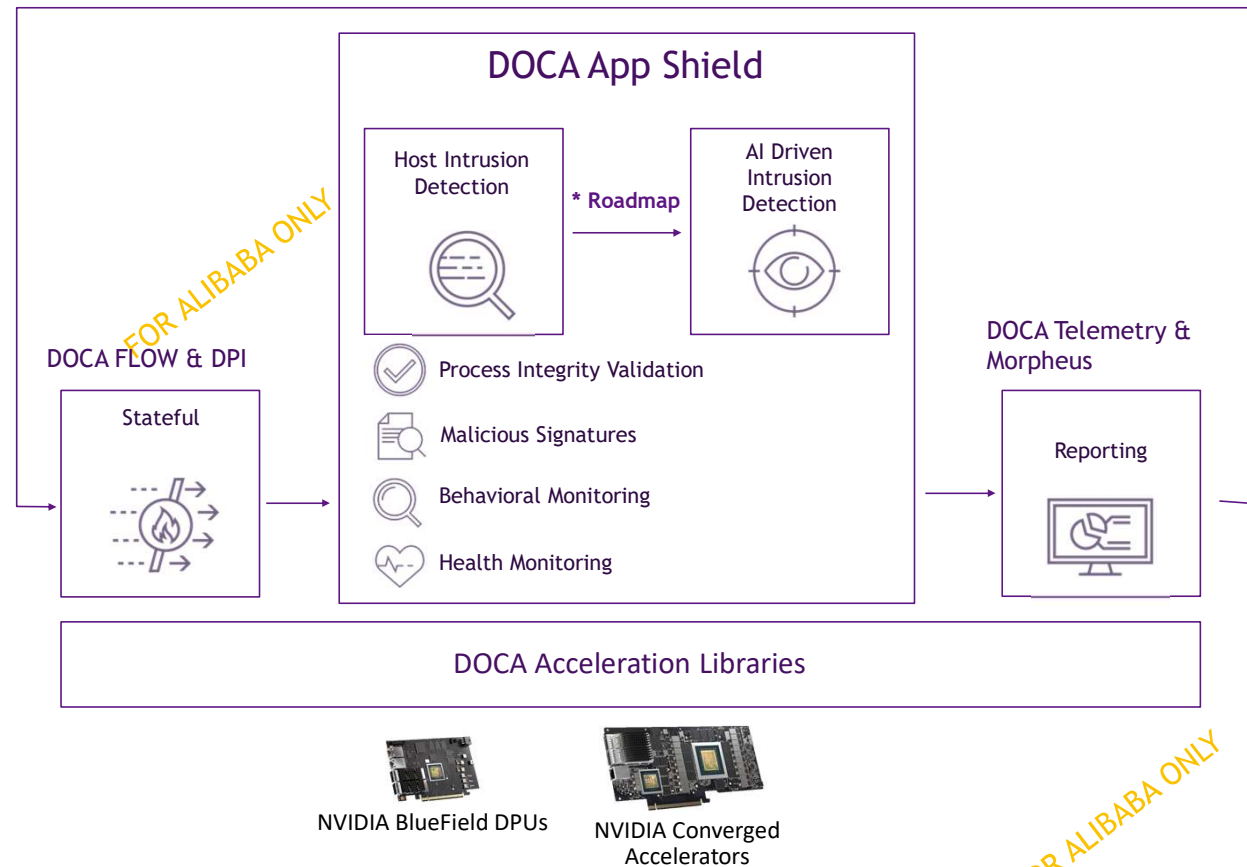 DOCA App Shield
Host Intrusion
Detection
* Roadmap
AI Driven
Intrusion
Detection
FOR ALIBABA ONLY
DOCA FLOW & DPI
Stateful
Process Integrity Validation
Malicious Signatures
Behavioral Monitoring
Health Monitoring
DOCA Telemetry &
Morpheus
Reporting
DOCA Acceleration Libraries
NVIDIA BlueField DPUs
NVIDIA Converged
Accelerators
FOR ALIBABA ONLY